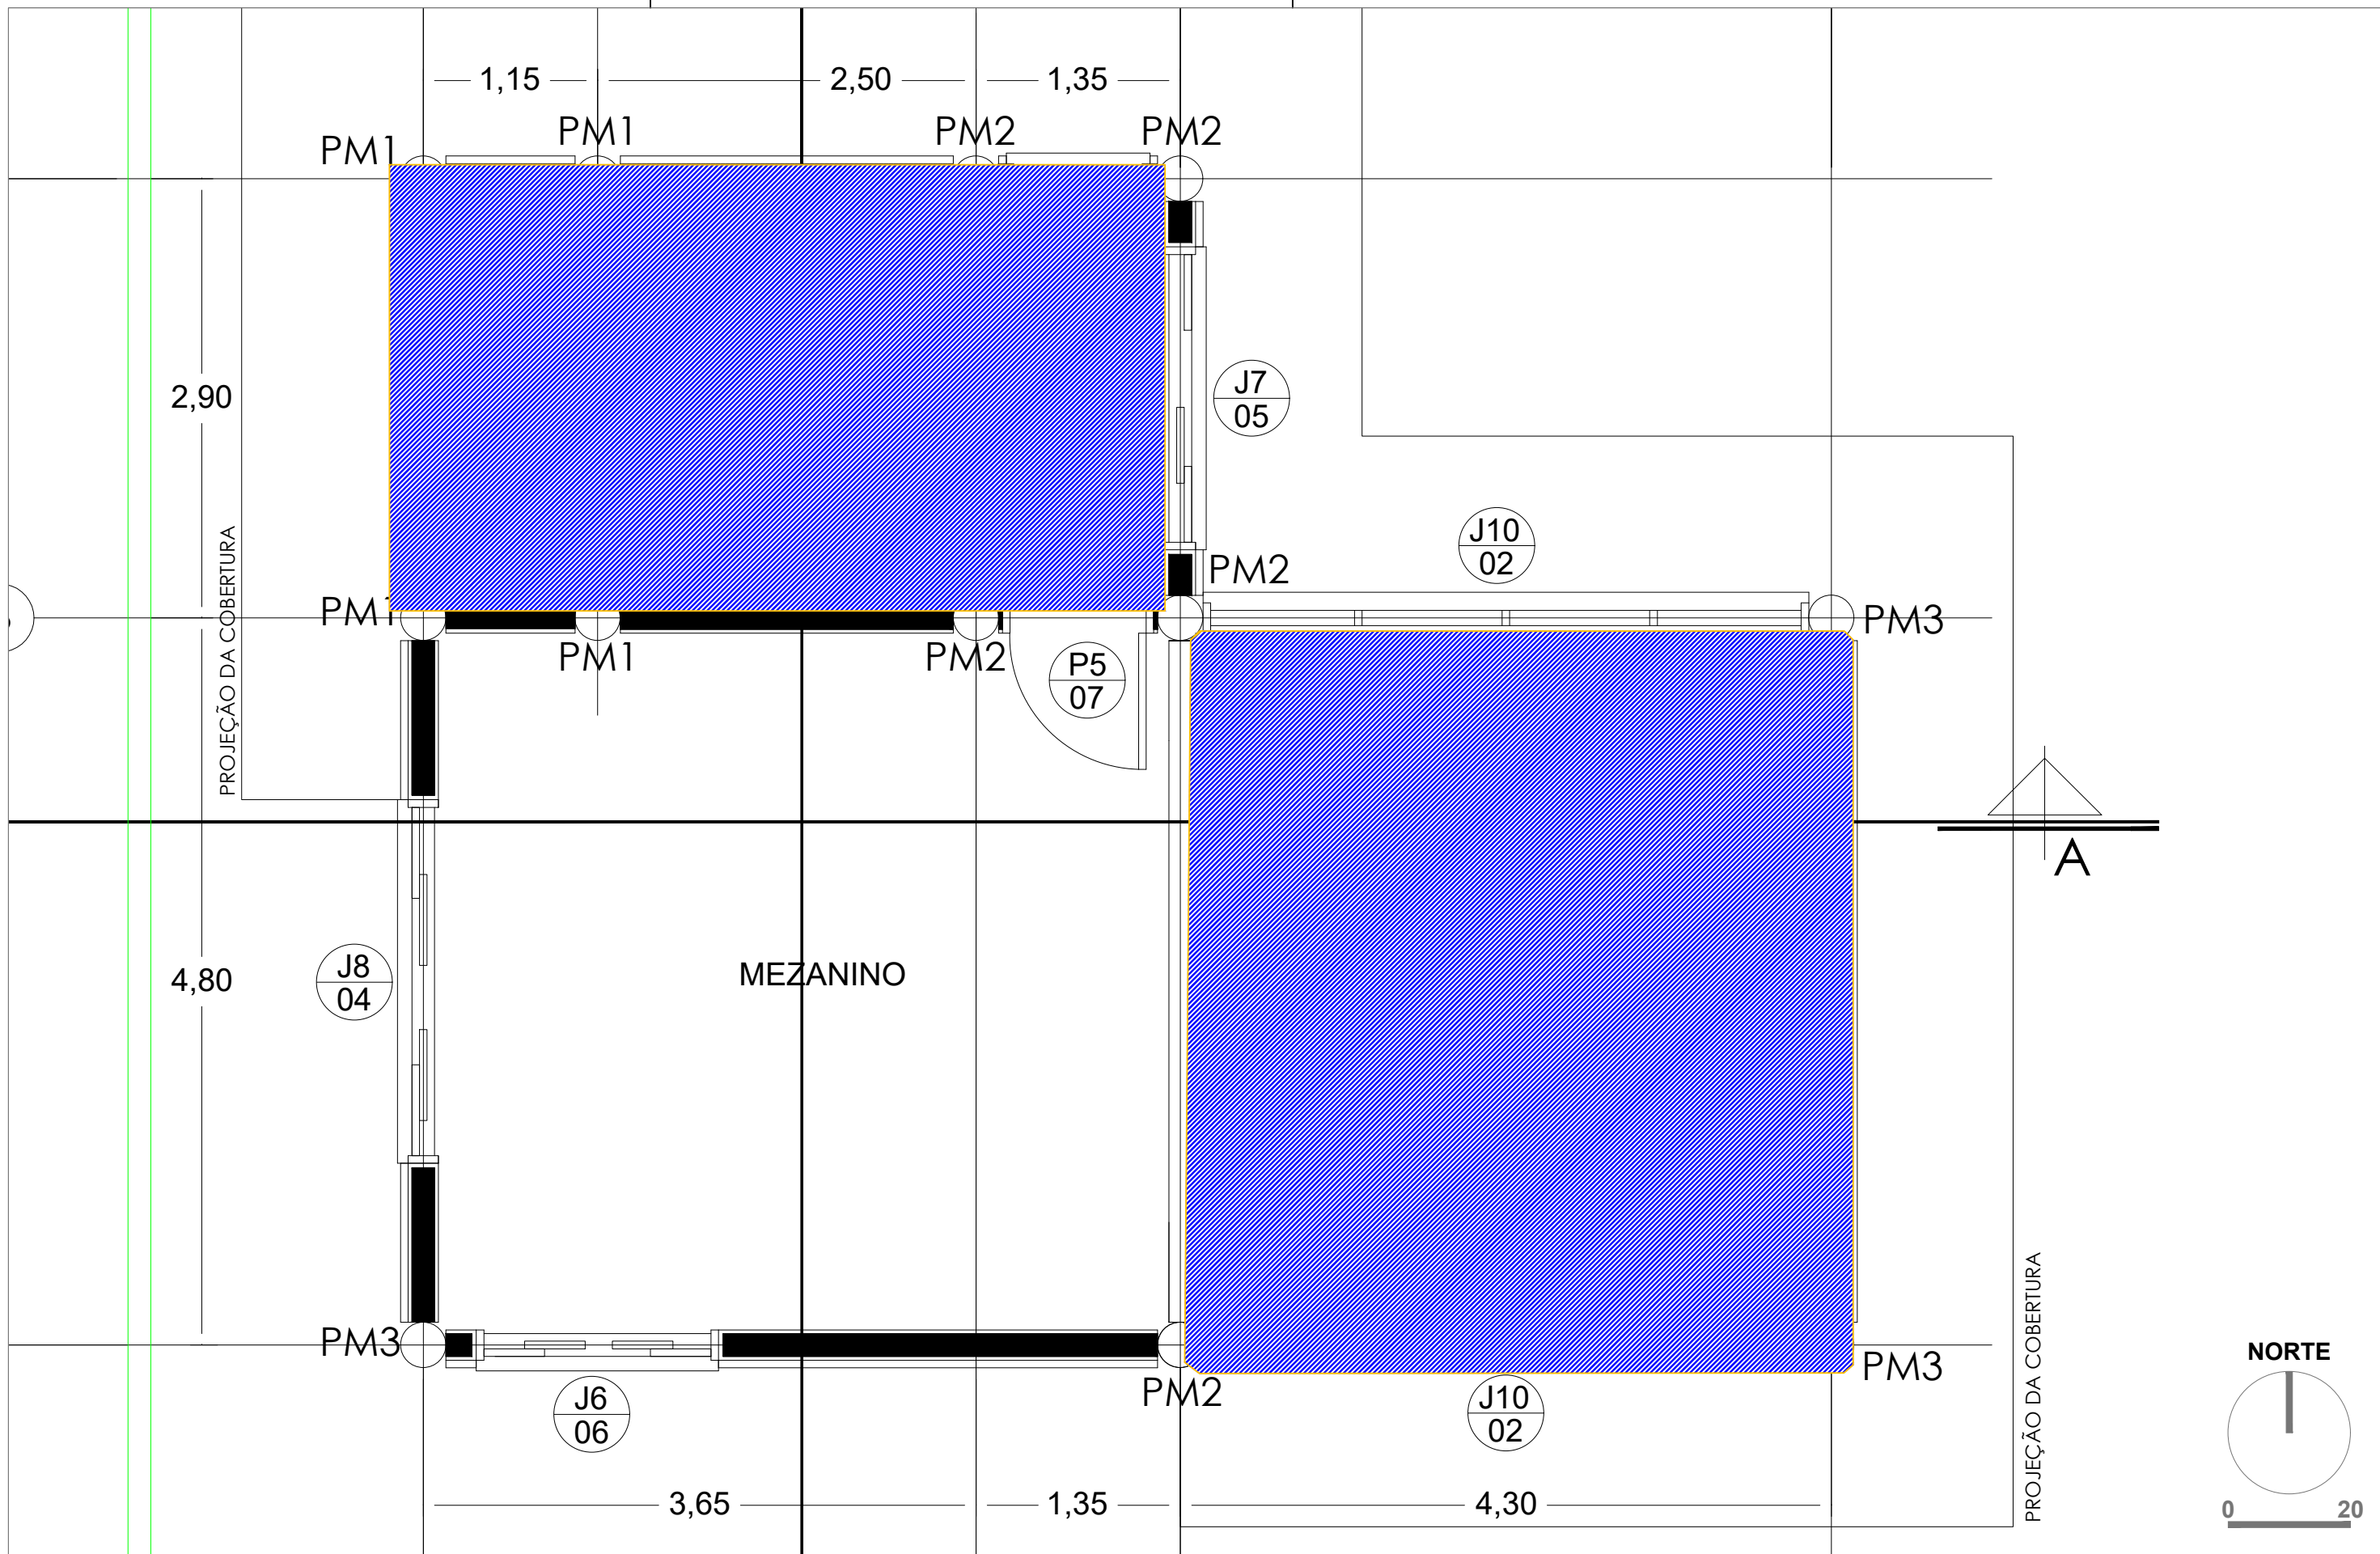 1,15 2,50 1,35
PM1 PM1 PM2 PM2
2,90
J7
05
J10
02
PROJEÇÃO DA COBERTURA
PM1 PM1 PM2 PM2 PM3
P5
07
A
MEZANINO
4,80
J8
04
PM3 PM2 PM3
J6
06
J10
02
PROJEÇÃO DA COBERTURA
NORTE
3,65 1,35 4,30
0 20